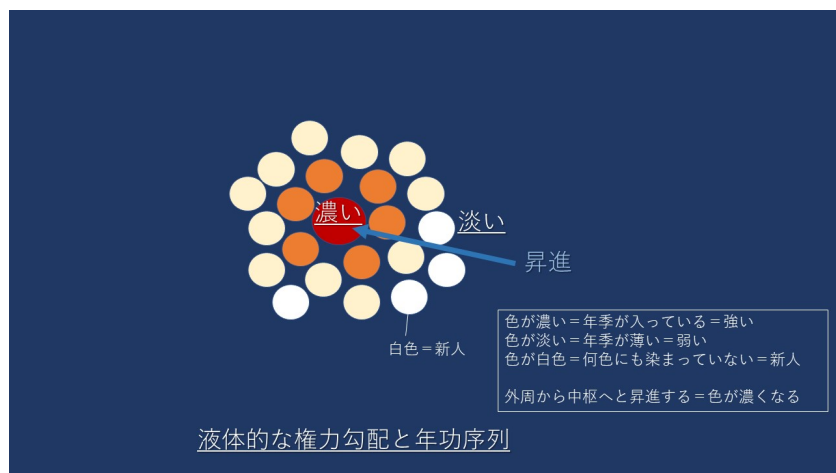 濃い
淡い
昇進
白色＝新人
色が濃い＝年季が入っている＝強い
色が淡い＝年季が薄い＝弱い
色が白色＝何色にも染まっていない＝新人
外周から中枢へと昇進する＝色が濃くなる
液体的な権力勾配と年功序列